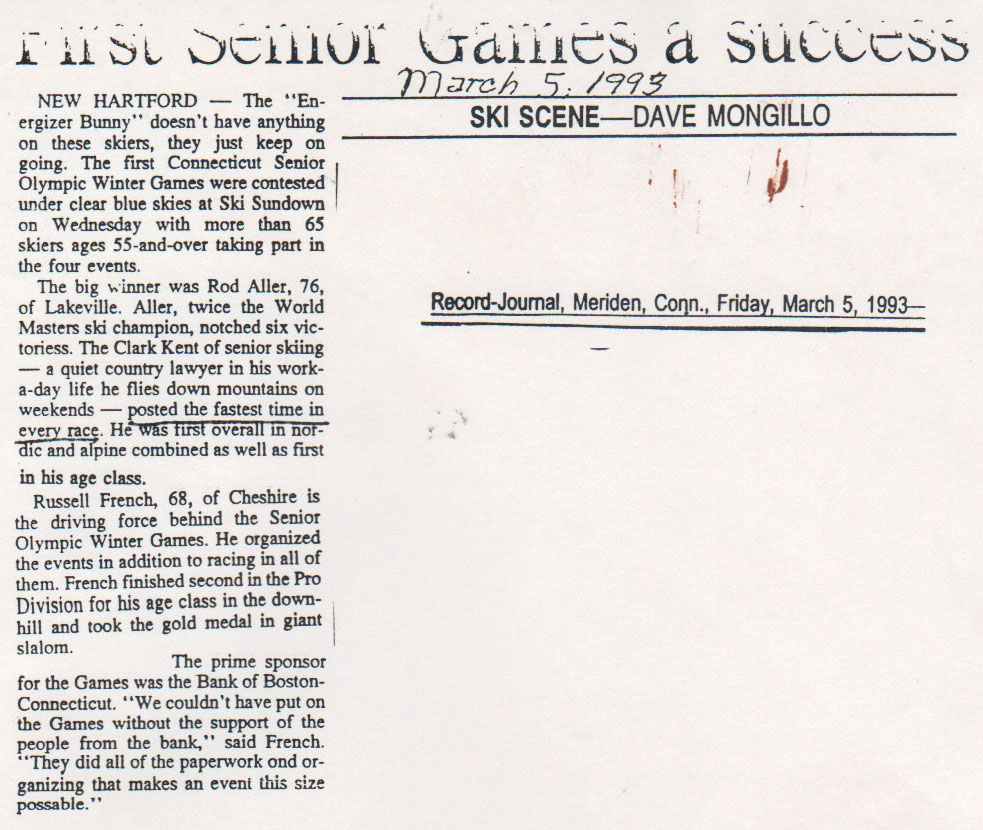 First Senior Games a success
March 5, 1993
SKI SCENE—DAVE MONGILLO
NEW HARTFORD — The "En-
ergizer Bunny" doesn't have anything
on these skiers, they just keep on
going. The first Connecticut Senior
Olympic Winter Games were contested
under clear blue skies at Ski Sundown
on Wednesday with more than 65
skiers ages 55-and-over taking part in
the four events.
The big winner was Rod Aller, 76,
of Lakeville. Aller, twice the World
Masters ski champion, notched six vic-
toriess. The Clark Kent of senior skiing
— a quiet country lawyer in his work-
a-day life he flies down mountains on
weekends — posted the fastest time in
every race. He was first overall in nor-
dic and alpine combined as well as first
in his age class.
Russell French, 68, of Cheshire is
the driving force behind the Senior
Olympic Winter Games. He organized
the events in addition to racing in all of
them. French finished second in the Pro
Division for his age class in the down-
hill and took the gold medal in giant
slalom.
The prime sponsor
for the Games was the Bank of Boston-
Connecticut. "We couldn't have put on
the Games without the support of the
people from the bank," said French.
"They did all of the paperwork ond or-
ganizing that makes an event this size
possable."
Record-Journal, Meriden, Conn., Friday, March 5, 1993—